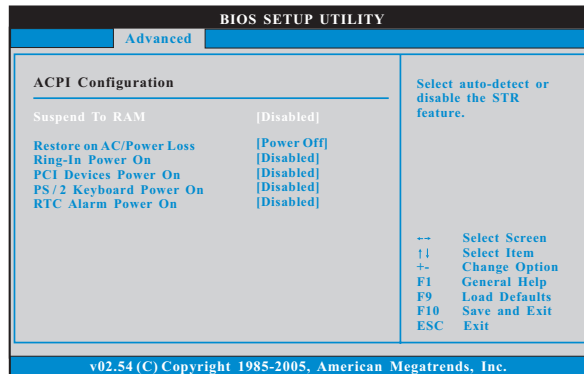 BIOS SETUP UTILITY
Advanced
ACPI Configuration
Suspend To RAM [Disabled]
Restore on AC/Power Loss [Power Off]
Ring-In Power On [Disabled]
PCI Devices Power On [Disabled]
PS/2 Keyboard Power On [Disabled]
RTC Alarm Power On [Disabled]
Select auto-detect or
disable the STR
feature.
←→ Select Screen
↑↓ Select Item
+- Change Option
F1 General Help
F9 Load Defaults
F10 Save and Exit
ESC Exit
v02.54 (C) Copyright 1985-2005, American Megatrends, Inc.